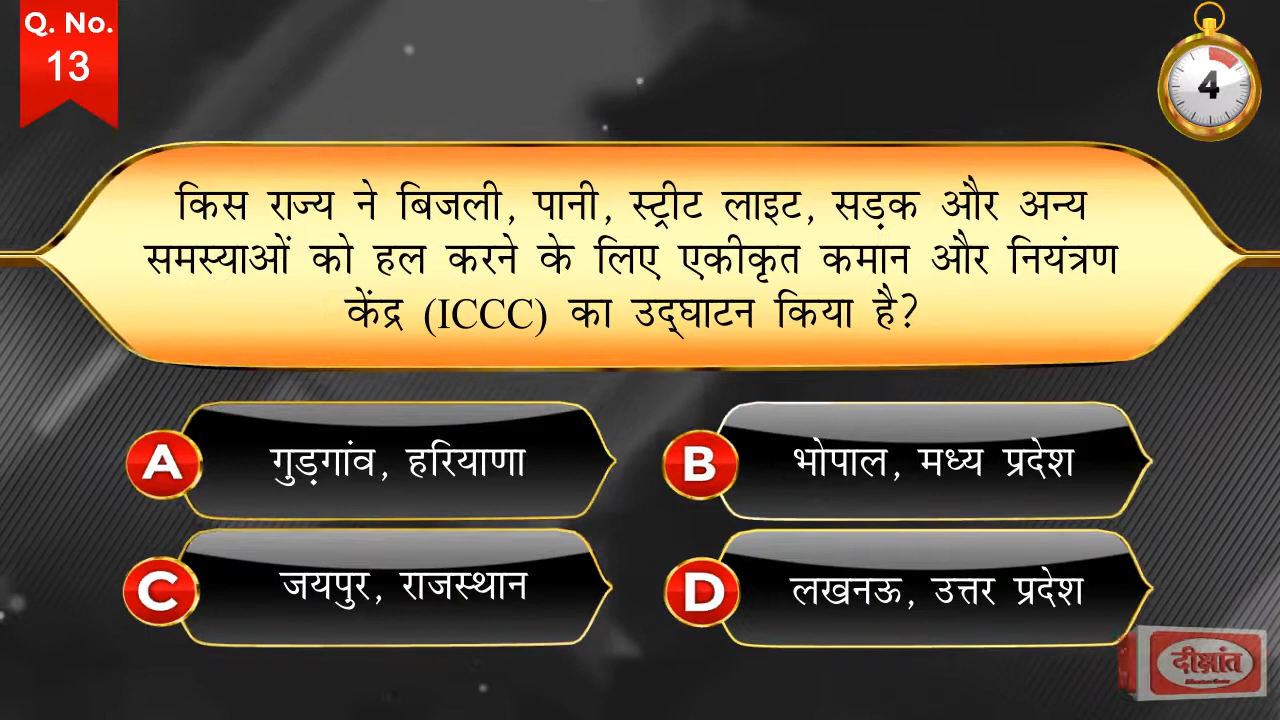 Q. No.
13
4
किस राज्य ने बिजली, पानी, स्ट्रीट लाइट, सड़क और अन्य
समस्याओं को हल करने के लिए एकीकृत कमान और नियंत्रण
केंद्र (ICCC) का उद्घाटन किया है?
A गुड़गांव, हरियाणा
B भोपाल, मध्य प्रदेश
C जयपुर, राजस्थान
D लखनऊ, उत्तर प्रदेश
दीक्षांत